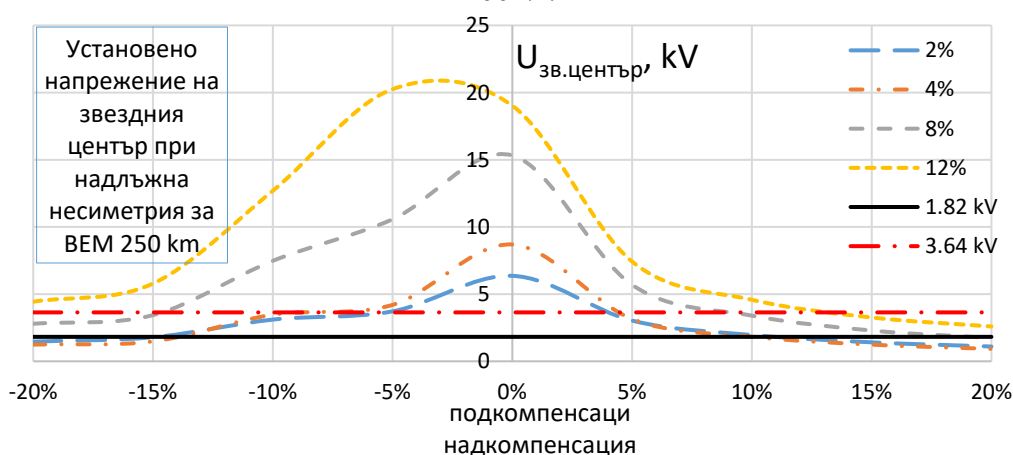 25
20
15
10
5
0
U зв.център, kV
Установено
напрежение на
звездния
център при
надлъжна
несиметрия за
ВЕМ 250 km
2%
4%
8%
12%
1.82 kV
3.64 kV
-20% -15% -10% -5% 0% 5% 10% 15% 20%
подкомпенсаци
надкомпенсация